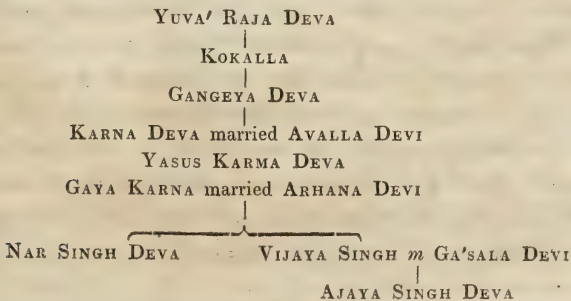 YUVA' RAJA DEVA
KOKALLA
GANGEYA DEVA
KARNA DEVA married AVALLA DEVI
YASUS KARMA DEVA
GAYA KARNA married ARHANA DEVI
NAR SINGH DEVA = VIJAYA SINGH m GA'SALA DEVI
AJAYA SINGH DEVA